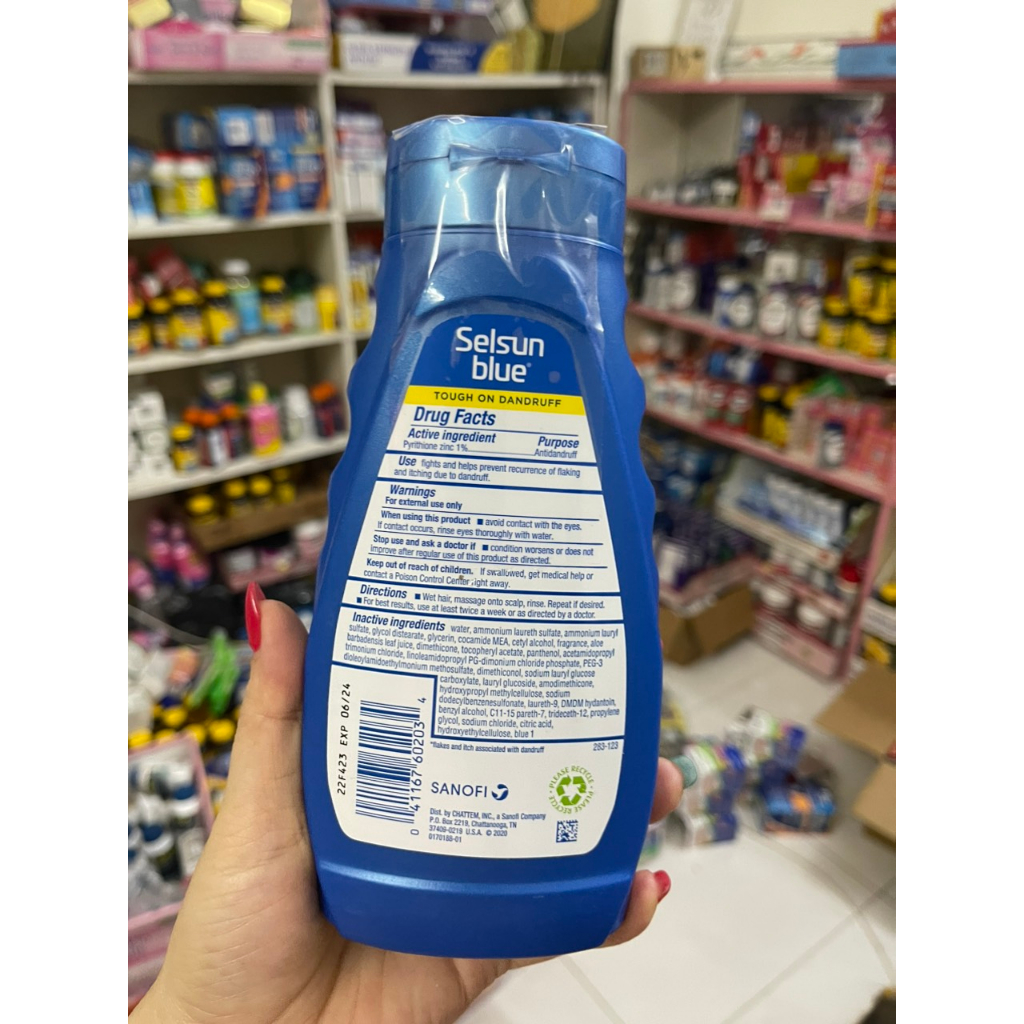 Selsun
blue®
TOUGH ON DANDRUFF
Drug Facts
Active ingredient Purpose
Pyrithione zinc 1% Antidandruff
Use fights and helps prevent recurrence of flaking
and itching due to dandruff.
Warnings
For external use only
When using this product ■ avoid contact with the eyes.
If contact occurs, rinse eyes thoroughly with water.
Stop use and ask a doctor if ■ condition worsens or does not
improve after regular use of this product as directed.
Keep out of reach of children. If swallowed, get medical help or
contact a Poison Control Center right away.
Directions ■ Wet hair, massage onto scalp, rinse. Repeat if desired.
■ For best results, use at least twice a week or as directed by a doctor.
Inactive ingredients water, ammonium laureth sulfate, ammonium lauryl
sulfate, glycol distearate, glycerin, cocamide MEA, cetyl alcohol, fragrance, aloe
barbadensis leaf juice, dimethicone, tocopheryl acetate, panthenol, acetamidopropyl
trimonium chloride, linoleamidopropyl PG-dimonium chloride phosphate, PEG-3
dioleoylamidoethylmonium methosulfate, dimethiconol, sodium lauryl glucose
carboxylate, lauryl glucoside, amodimethicone,
hydroxypropyl methylcellulose, sodium
dodecylbenzenesulfonate, laureth-9, DMDM hydantoin,
benzyl alcohol, C11-15 pareth-7, trideceth-12, propylene
glycol, sodium chloride, citric acid,
hydroxyethylcellulose, blue 1
*flakes and itch associated with dandruff 283-123
22F423 EXP 06/24
0 41167 60203 4
SANOFI
• PLEASE RECYCLE • PLEASE RECYCLE
Dist. by CHATTEM, INC., a Sanofi Company
P.O. Box 2219, Chattanooga, TN
37409-0219 U.S.A. © 2020
0170188-01